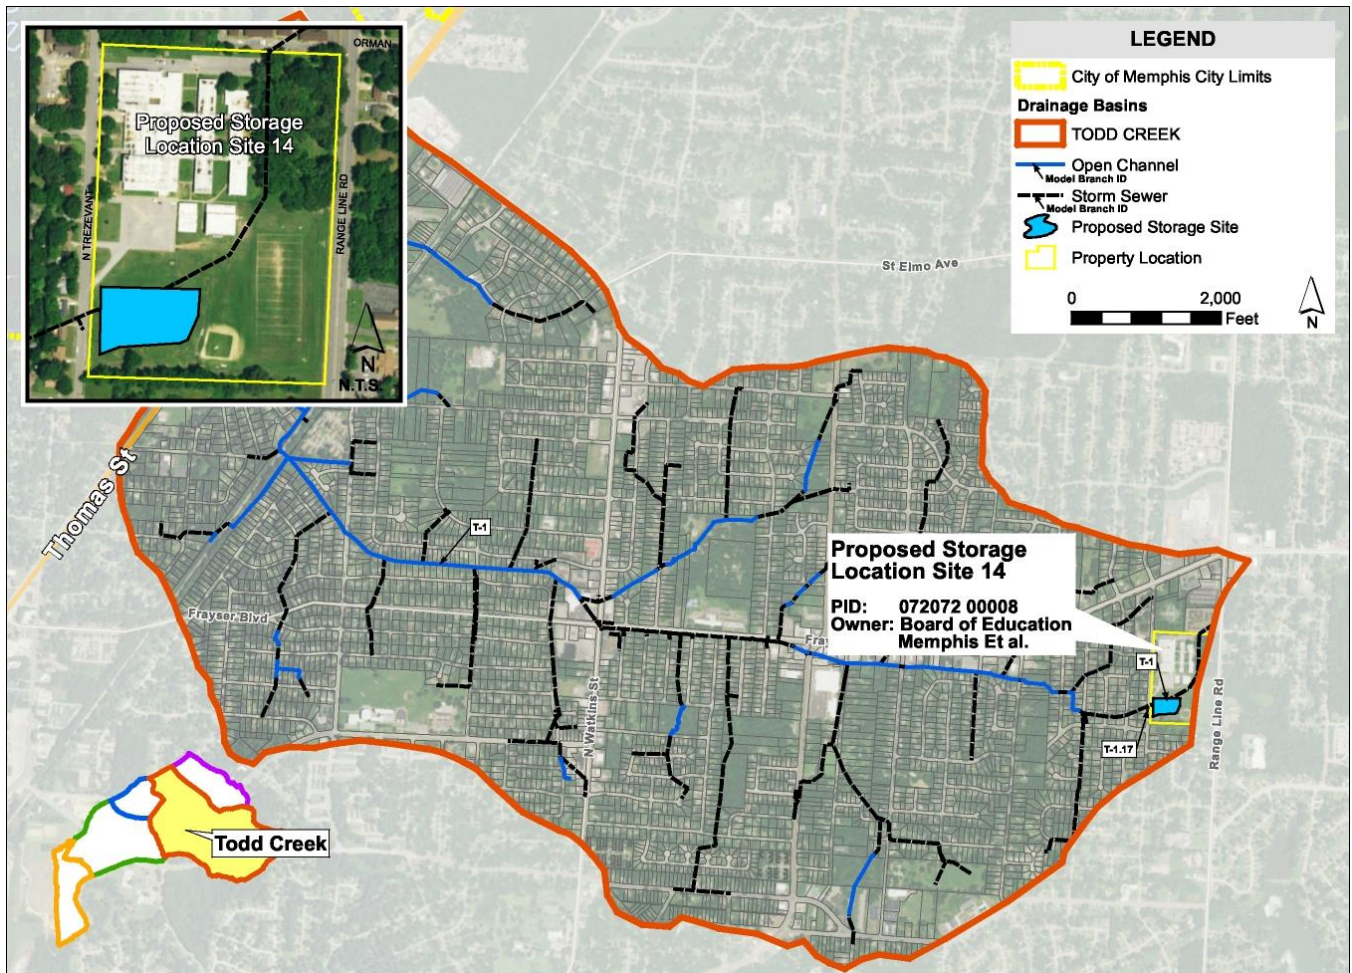 ORMAN
Proposed Storage
Location Site 14
N TREZEVANT
RANGE LINE RD
N
N.T.S.
LEGEND
City of Memphis City Limits
Drainage Basins
TODD CREEK
Open Channel
Model Branch ID
Storm Sewer
Model Branch ID
Proposed Storage Site
Property Location
0 2,000
Feet
N
St Elmo Ave
Thomas St
T-1
Proposed Storage
Location Site 14
PID: 072072 00008
Owner: Board of Education
Memphis Et al.
Frayser Blvd
T-1
T-1.17
N Watkins St
Range Line Rd
Todd Creek